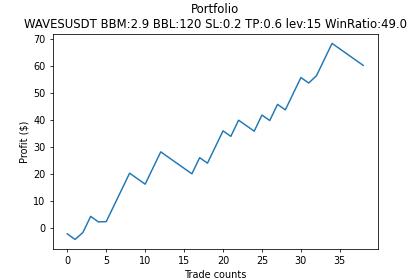 Portfolio
WAVESUSDT BBM:2.9 BBL:120 SL:0.2 TP:0.6 lev:15 WinRatio:49.0
70
60
50
40
30
20
10
0
Profit ($)
0 5 10 15 20 25 30 35
Trade counts